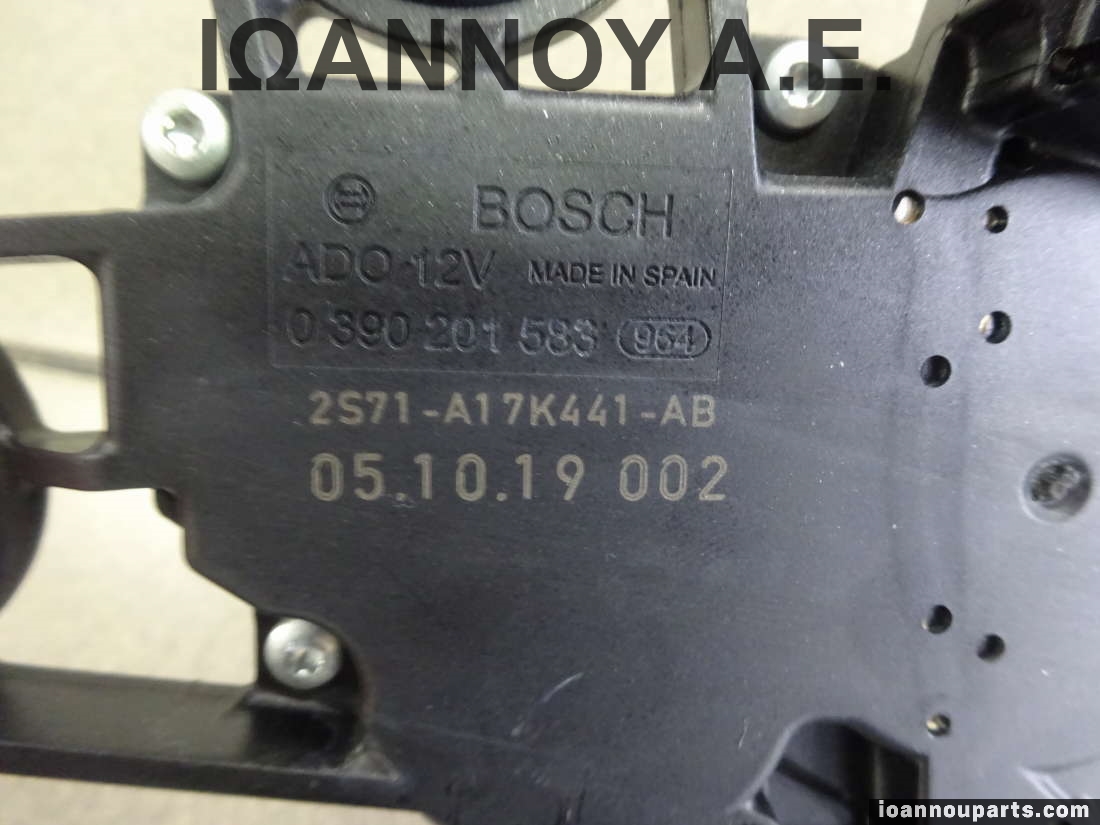 ΙΩΑΝΝΟΥ Α.Ε.
BOSCH
ADO 12V MADE IN SPAIN
0 390 201 583 964
2S71-A17K441-AB
05.10.19 002
ioannouparts.com